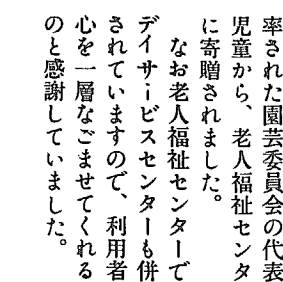 率された園芸委員会の代表
児童から、老人福祉センタ
に寄贈されました。
なお老人福祉センターで
デイサービスセンターも併
されていますので、利用者
心を一層なごませてくれる
のと感謝していました。